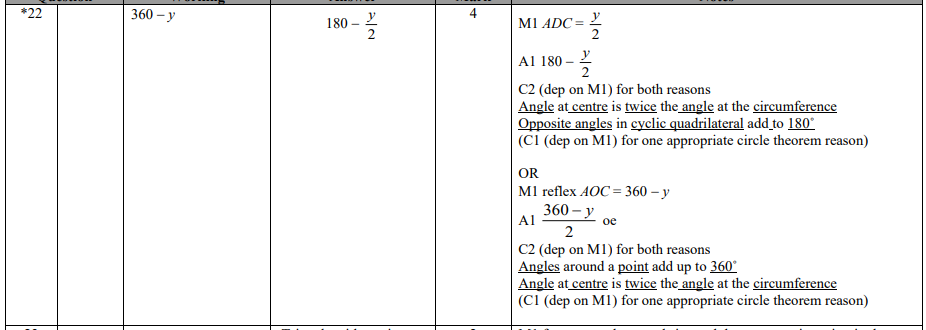 *22
360 – y
180 – y/2
4
M1 ADC = y/2
A1 180 – y/2
C2 (dep on M1) for both reasons
Angle at centre is twice the angle at the circumference
Opposite angles in cyclic quadrilateral add to 180˚
(C1 (dep on M1) for one appropriate circle theorem reason)
OR
M1 reflex AOC = 360 – y
A1 (360 – y)/2 oe
C2 (dep on M1) for both reasons
Angles around a point add up to 360˚
Angle at centre is twice the angle at the circumference
(C1 (dep on M1) for one appropriate circle theorem reason)